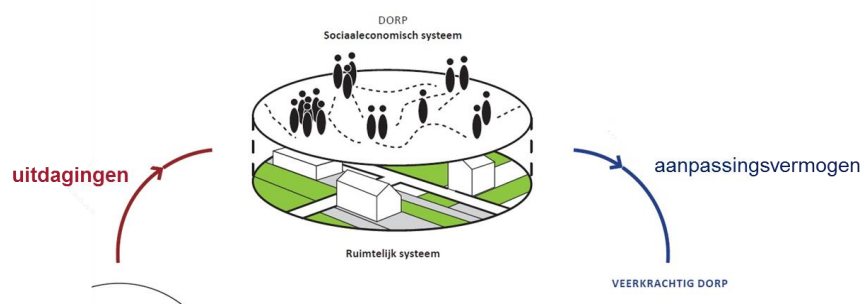 DORP
Sociaaleconomisch systeem
uitdagingen
aanpassingsvermogen
Ruimtelijk systeem
VEERKRACHTIG DORP